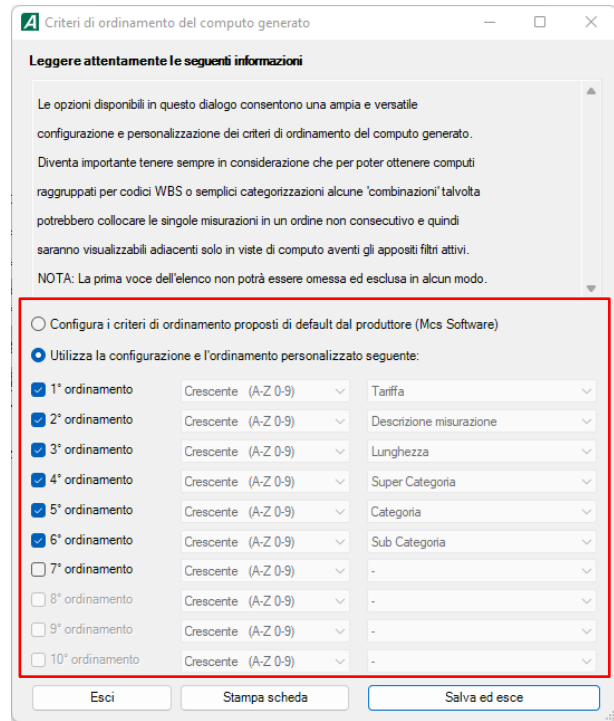 Criteri di ordinamento del computo generato
Leggere attentamente le seguenti informazioni
Le opzioni disponibili in questo dialogo consentono una ampia e versatile
configurazione e personalizzazione dei criteri di ordinamento del computo generato.
Diventa importante tenere sempre in considerazione che per poter ottenere computi
raggruppati per codici WBS o semplici categorizzazioni alcune 'combinazioni' talvolta
potrebbero collocare le singole misurazioni in un ordine non consecutivo e quindi
saranno visualizzabili adiacenti solo in viste di computo aventi gli appositi filtri attivi.
NOTA: La prima voce dell'elenco non potrà essere omessa ed esclusa in alcun modo.
Configura i criteri di ordinamento proposti di default dal produttore (Mcs Software)
Utilizza la configurazione e l'ordinamento personalizzato seguente:
1° ordinamento Crescente (A-Z 0-9) Tariffa
2° ordinamento Crescente (A-Z 0-9) Descrizione misurazione
3° ordinamento Crescente (A-Z 0-9) Lunghezza
4° ordinamento Crescente (A-Z 0-9) Super Categoria
5° ordinamento Crescente (A-Z 0-9) Categoria
6° ordinamento Crescente (A-Z 0-9) Sub Categoria
7° ordinamento Crescente (A-Z 0-9) -
8° ordinamento Crescente (A-Z 0-9) -
9° ordinamento Crescente (A-Z 0-9) -
10° ordinamento Crescente (A-Z 0-9) -
Esci Stampa scheda Salva ed esce